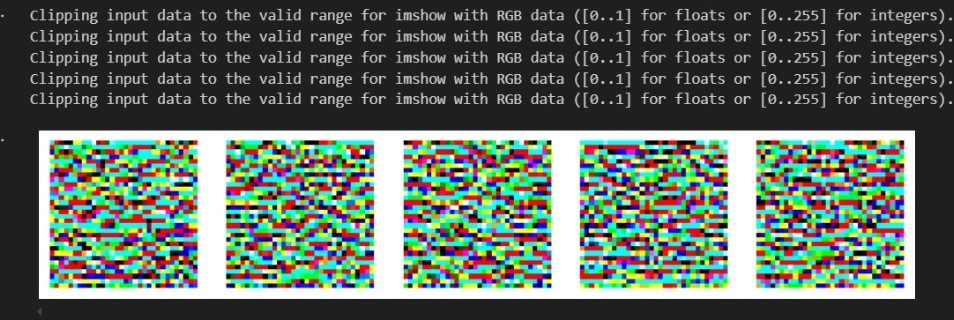 Clipping input data to the valid range for imshow with RGB data ([0..1] for floats or [0..255] for integers).
Clipping input data to the valid range for imshow with RGB data ([0..1] for floats or [0..255] for integers).
Clipping input data to the valid range for imshow with RGB data ([0..1] for floats or [0..255] for integers).
Clipping input data to the valid range for imshow with RGB data ([0..1] for floats or [0..255] for integers).
Clipping input data to the valid range for imshow with RGB data ([0..1] for floats or [0..255] for integers).